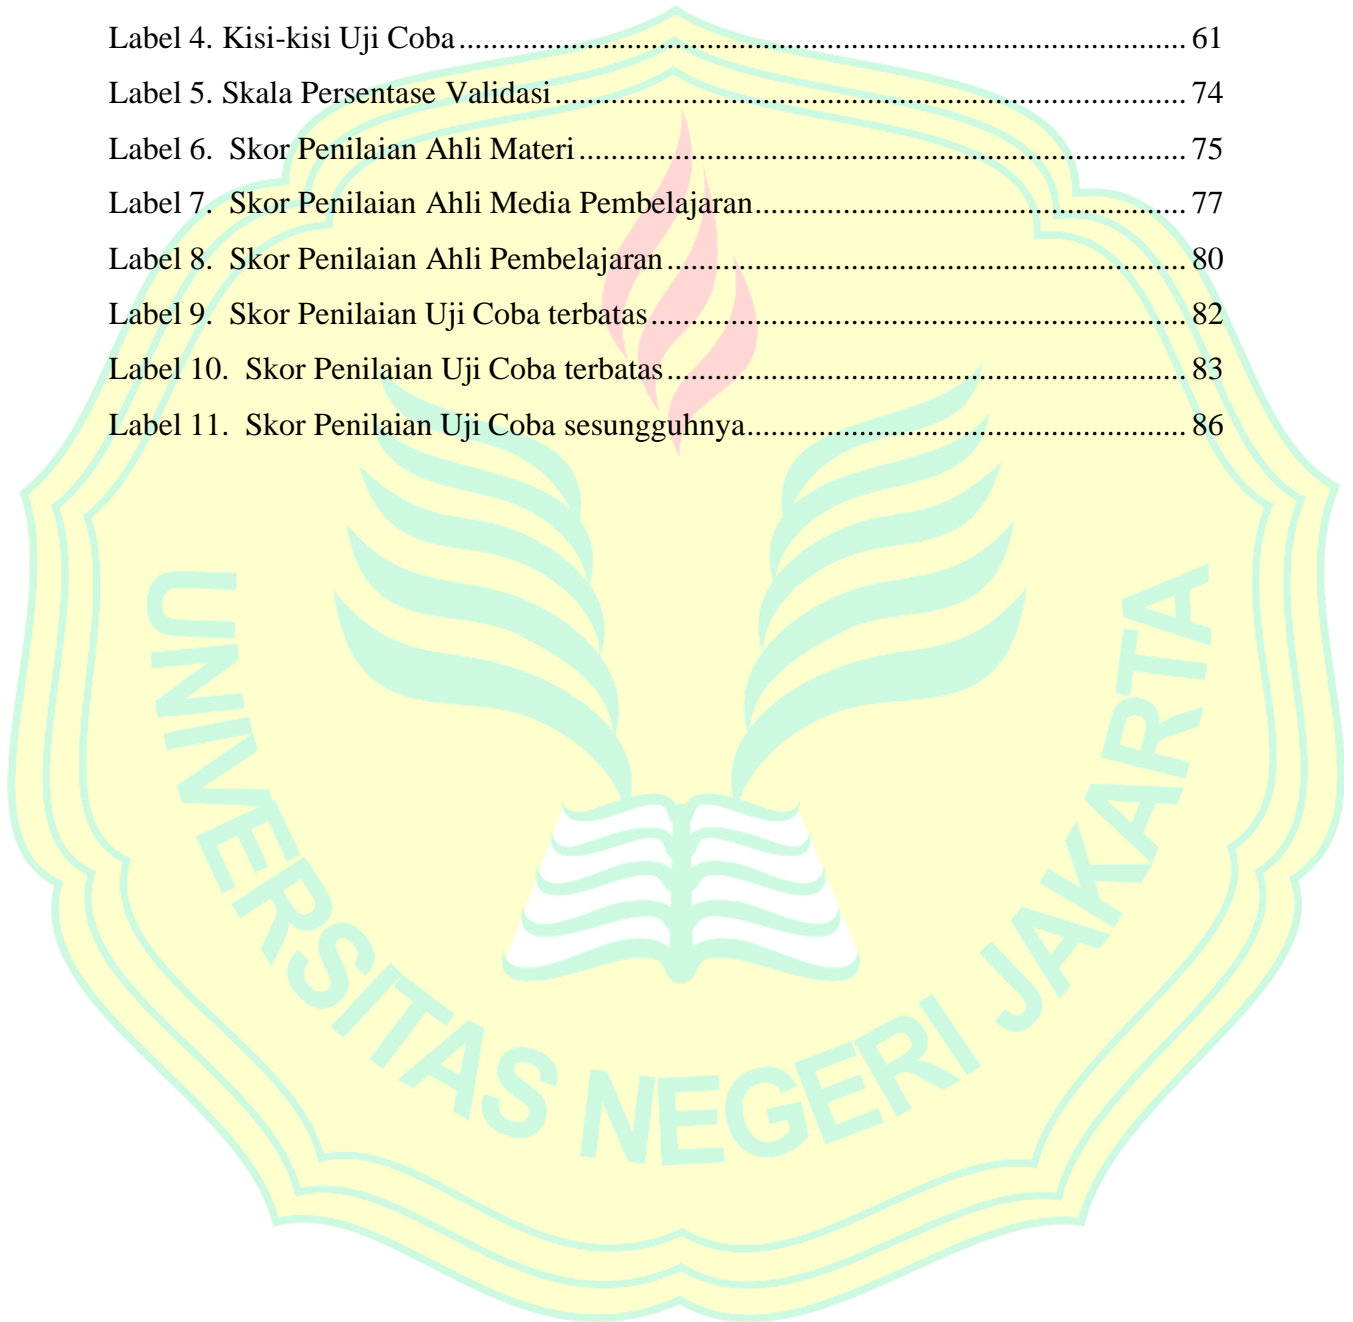 Label 4. Kisi-kisi Uji Coba........................................................................................... 61
Label 5. Skala Persentase Validasi............................................................................... 74
Label 6.  Skor Penilaian Ahli Materi............................................................................ 75
Label 7.  Skor Penilaian Ahli Media Pembelajaran...................................................... 77
Label 8.  Skor Penilaian Ahli Pembelajaran................................................................. 80
Label 9.  Skor Penilaian Uji Coba terbatas................................................................... 82
Label 10.  Skor Penilaian Uji Coba terbatas................................................................. 83
Label 11.  Skor Penilaian Uji Coba sesungguhnya....................................................... 86
UNIVERSITAS NEGERI JAKARTA